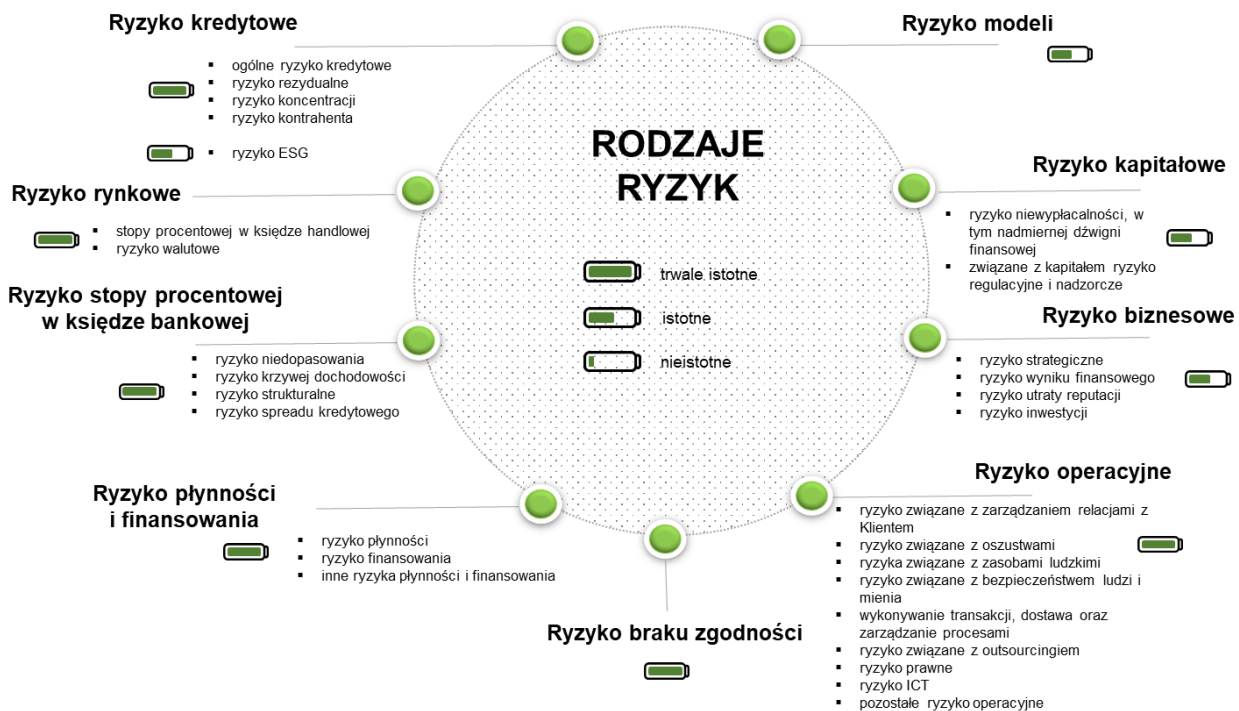 RODZAJE
RYZYK
trwale istotne
istotne
nieistotne
Ryzyko kredytowe
▪ ogólne ryzyko kredytowe
▪ ryzyko rezydualne
▪ ryzyko koncentracji
▪ ryzyko kontrahenta
▪ ryzyko ESG
Ryzyko rynkowe
▪ stopy procentowej w księdze handlowej
▪ ryzyko walutowe
Ryzyko stopy procentowej
w księdze bankowej
▪ ryzyko niedopasowania
▪ ryzyko krzywej dochodowości
▪ ryzyko strukturalne
▪ ryzyko spreadu kredytowego
Ryzyko płynności
i finansowania
▪ ryzyko płynności
▪ ryzyko finansowania
▪ inne ryzyka płynności i finansowania
Ryzyko braku zgodności
Ryzyko modeli
Ryzyko kapitałowe
▪ ryzyko niewypłacalności, w
tym nadmiernej dźwigni
finansowej
▪ związane z kapitałem ryzyko
regulacyjne i nadzorcze
Ryzyko biznesowe
▪ ryzyko strategiczne
▪ ryzyko wyniku finansowego
▪ ryzyko utraty reputacji
▪ ryzyko inwestycji
Ryzyko operacyjne
▪ ryzyko związane z zarządzaniem relacjami z
Klientem
▪ ryzyko związane z oszustwami
▪ ryzyka związane z zasobami ludzkimi
▪ ryzyko związane z bezpieczeństwem ludzi i
mienia
▪ wykonywanie transakcji, dostawa oraz
zarządzanie procesami
▪ ryzyko związane z outsourcingiem
▪ ryzyko prawne
▪ ryzyko ICT
▪ pozostałe ryzyko operacyjne